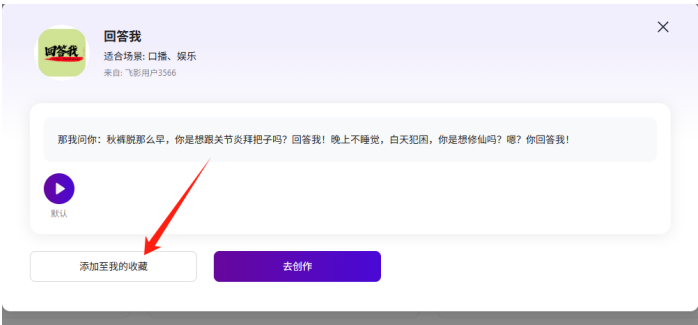 回答我
回答我
适合场景: 口播、娱乐
来自: 飞影用户3566
那我问你：秋裤脱那么早，你是想跟关节炎拜把子吗？回答我！晚上不睡觉，白天犯困，你是想修仙吗？嗯？你回答我！
默认
添加至我的收藏
去创作